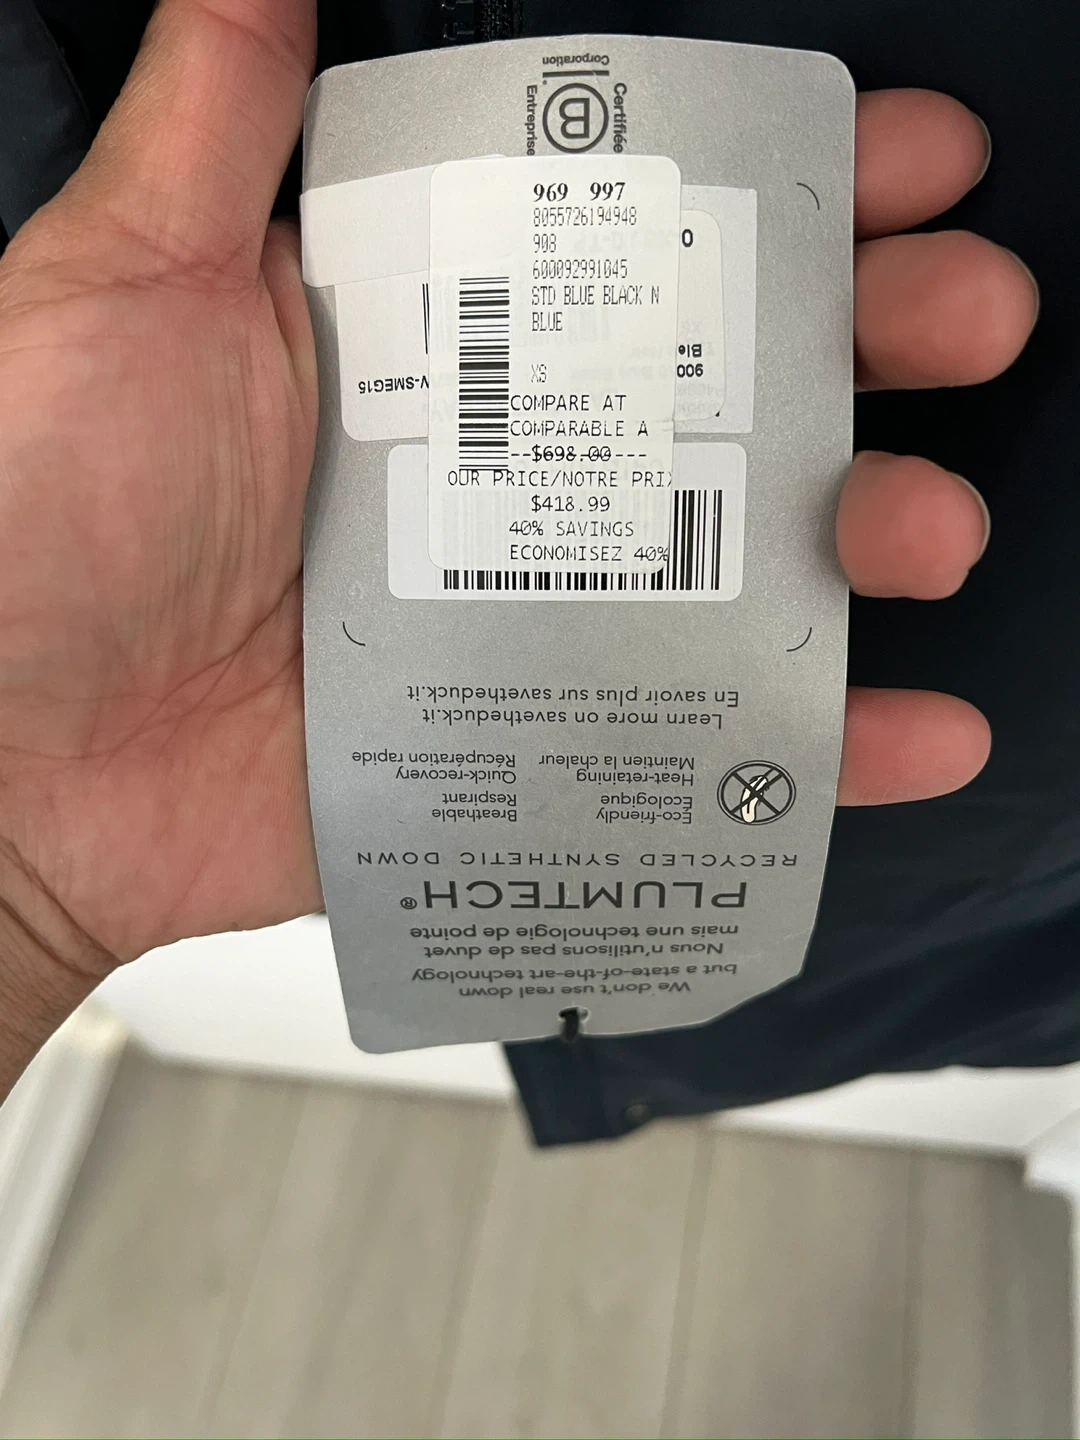 Certifiée
B
Corporation
Entreprise
969 997
8055726194948
908
600092991045
STD BLUE BLACK N
BLUE
XS
COMPARE AT
COMPARABLE A
--$698.00---
OUR PRICE/NOTRE PRIX
$418.99
40% SAVINGS
ECONOMISEZ 40%
0
900
V-SMEG15
We don't use real down
but a state-of-the-art technology
Nous n'utilisons pas de duvet
mais une technologie de pointe
PLUMTECH®
RECYCLED SYNTHETIC DOWN
Eco-friendly
Écologique
Breathable
Respirant
Heat-retaining
Maintien la chaleur
Quick-recovery
Récupération rapide
Learn more on savetheduck.it
En savoir plus sur savetheduck.it